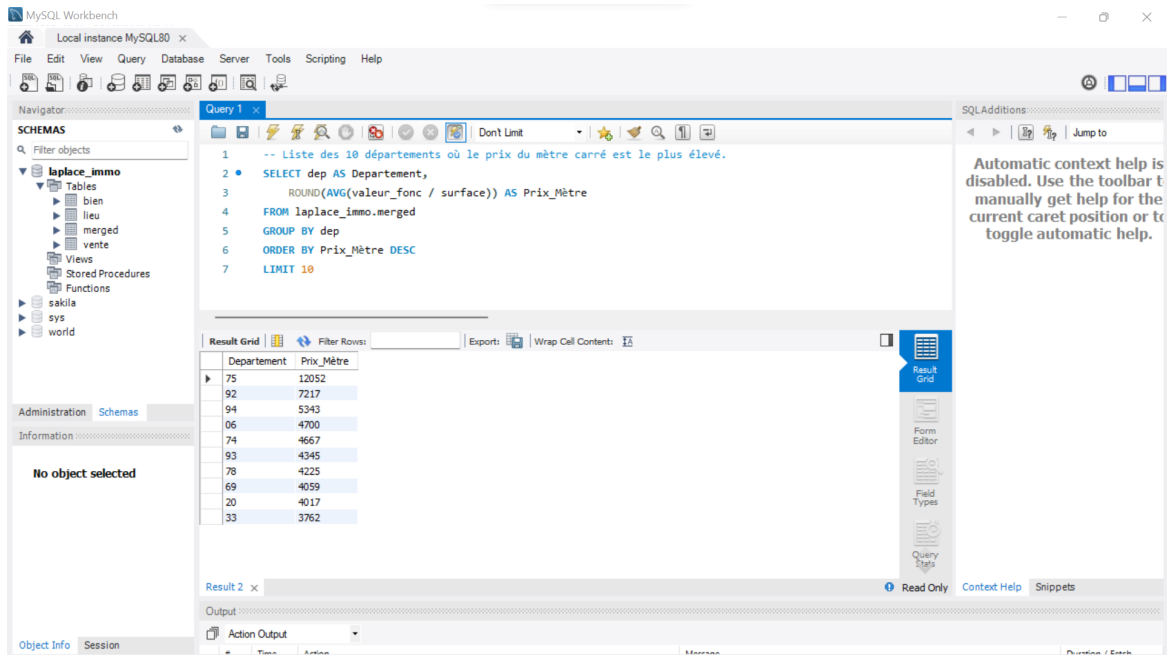 MySQL Workbench
Local instance MySQL80
File Edit View Query Database Server Tools Scripting Help
Navigator
SCHEMAS
Filter objects
laplace_immo
Tables
bien
lieu
merged
vente
Views
Stored Procedures
Functions
sakila
sys
world
Administration Schemas
Information
No object selected
Object Info Session
Query 1
Don't Limit
1 -- Liste des 10 départements où le prix du mètre carré est le plus élevé.
2 SELECT dep AS Departement,
3 ROUND(AVG(valeur_fonc / surface)) AS Prix_Mètre
4 FROM laplace_immo.merged
5 GROUP BY dep
6 ORDER BY Prix_Mètre DESC
7 LIMIT 10
Result Grid Filter Rows: Export: Wrap Cell Content:
Departement Prix_Mètre
75 12052
92 7217
94 5343
06 4700
74 4667
93 4345
78 4225
69 4059
20 4017
33 3762
Result Grid
Form Editor
Field Types
Query Stats
Result 2
Read Only
Output
Action Output
# Time Action Message Duration / Fetch
SQLAdditions
Jump to
Automatic context help is
disabled. Use the toolbar t
manually get help for the
current caret position or to
toggle automatic help.
Context Help Snippets